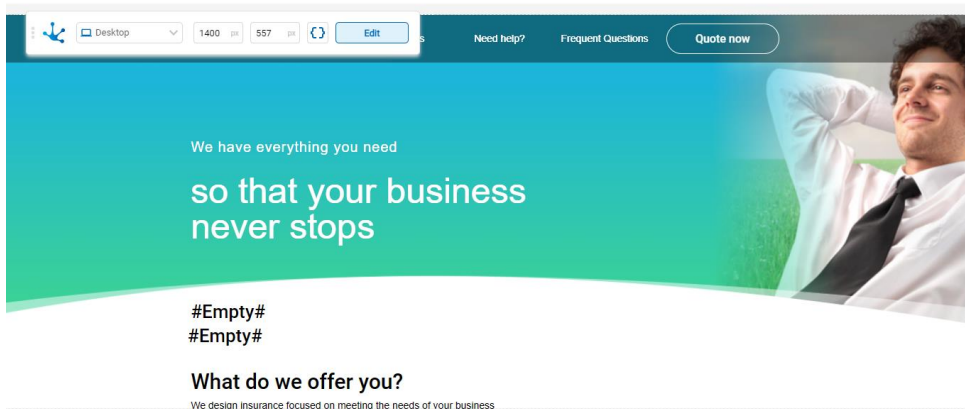 Desktop 1400 px 557 px {} Edit
s Need help? Frequent Questions Quote now
We have everything you need
so that your business
never stops
#Empty#
#Empty#
What do we offer you?
We design insurance focused on meeting the needs of your business